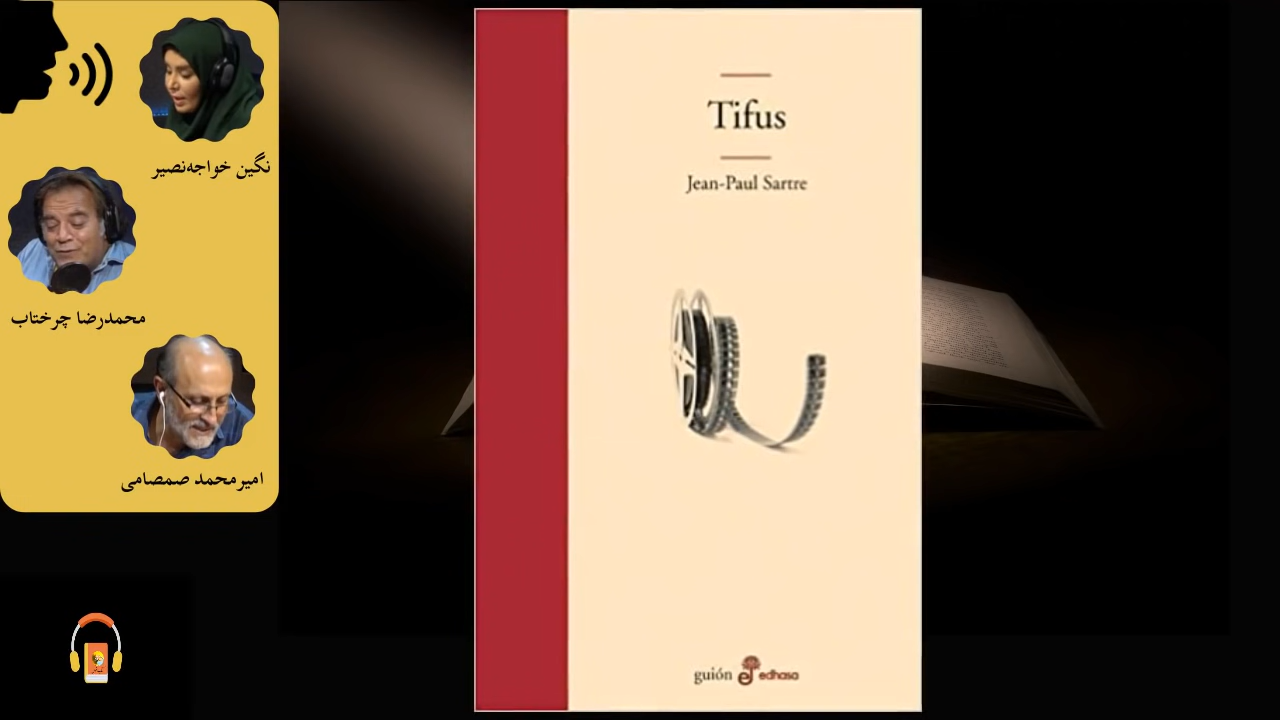 نگین خواجه‌نصیر
محمدرضا چرختاب
امیرمحمد صمصامی
Tifus
Jean-Paul Sartre
guión edhasa